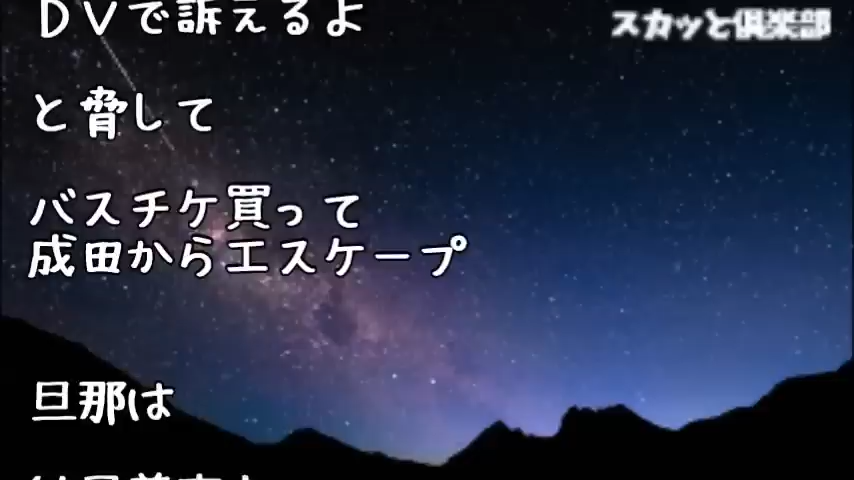 DVで訴えるよ
スカッと倶楽部
と脅して
バスチケ買って
成田からエスケープ
旦那は